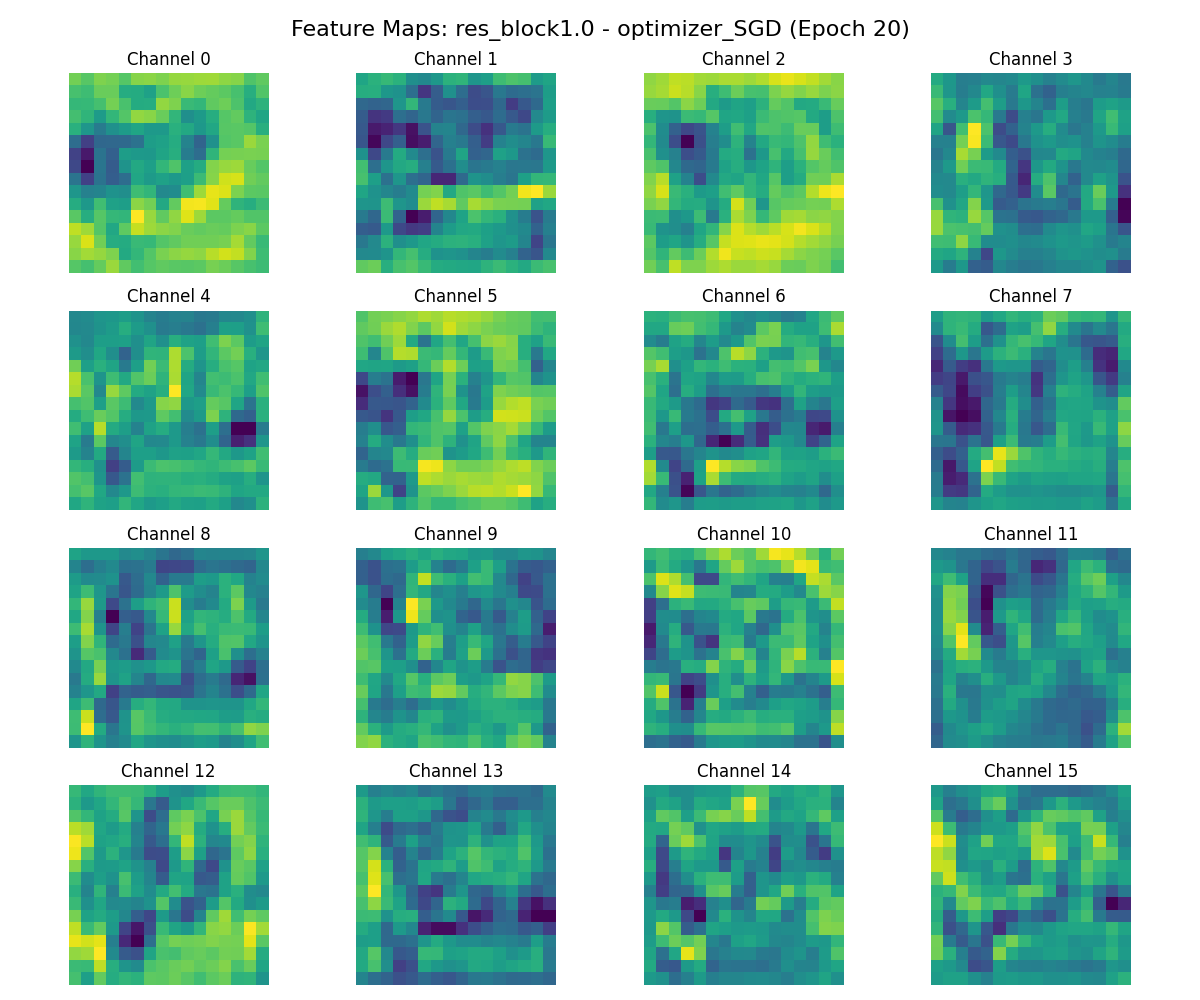 Feature Maps: res_block1.0 - optimizer_SGD (Epoch 20)
Channel 0
Channel 1
Channel 2
Channel 3
Channel 4
Channel 5
Channel 6
Channel 7
Channel 8
Channel 9
Channel 10
Channel 11
Channel 12
Channel 13
Channel 14
Channel 15